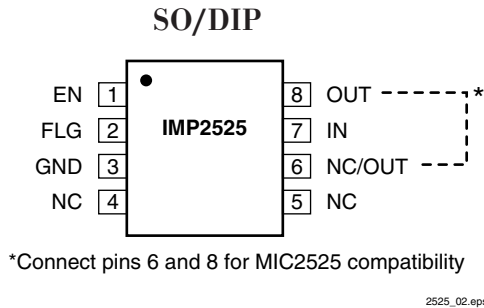 SO/DIP
EN 1 8 OUT *
FLG 2 IMP2525 7 IN
GND 3 6 NC/OUT
NC 4 5 NC
*Connect pins 6 and 8 for MIC2525 compatibility
2525_02.eps